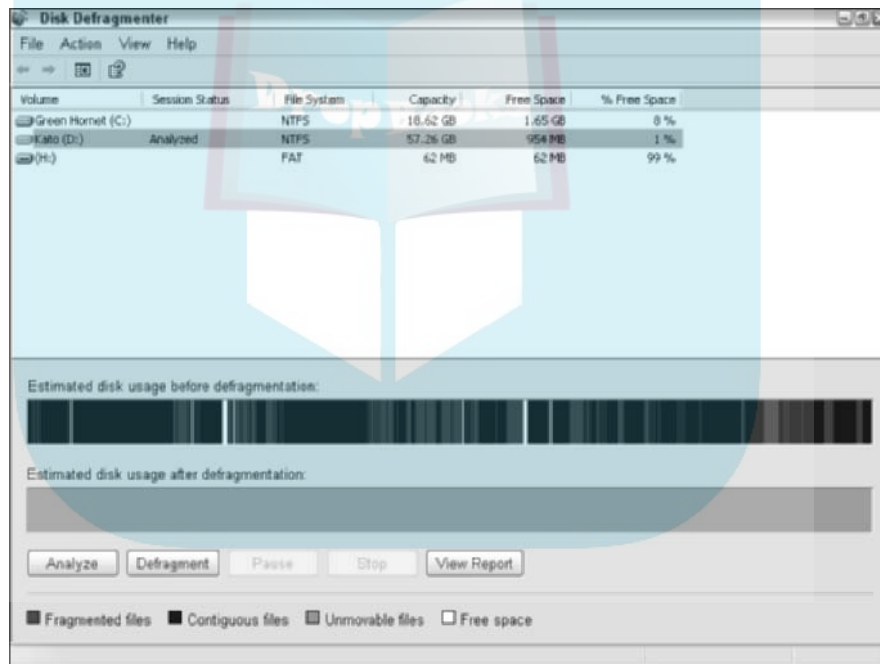 Disk Defragmenter
File Action View Help
Volume Session Status File System Capacity Free Space % Free Space
Green Hornet (C:) NTFS 18.62 GB 1.65 GB 8 %
Kato (D:) Analyzed NTFS 57.26 GB 954 MB 1 %
(H:) FAT 62 MB 62 MB 99 %
Estimated disk usage before defragmentation:
Estimated disk usage after defragmentation:
Analyze Defragment Pause Stop View Report
Fragmented files Contiguous files Unmovable files Free space